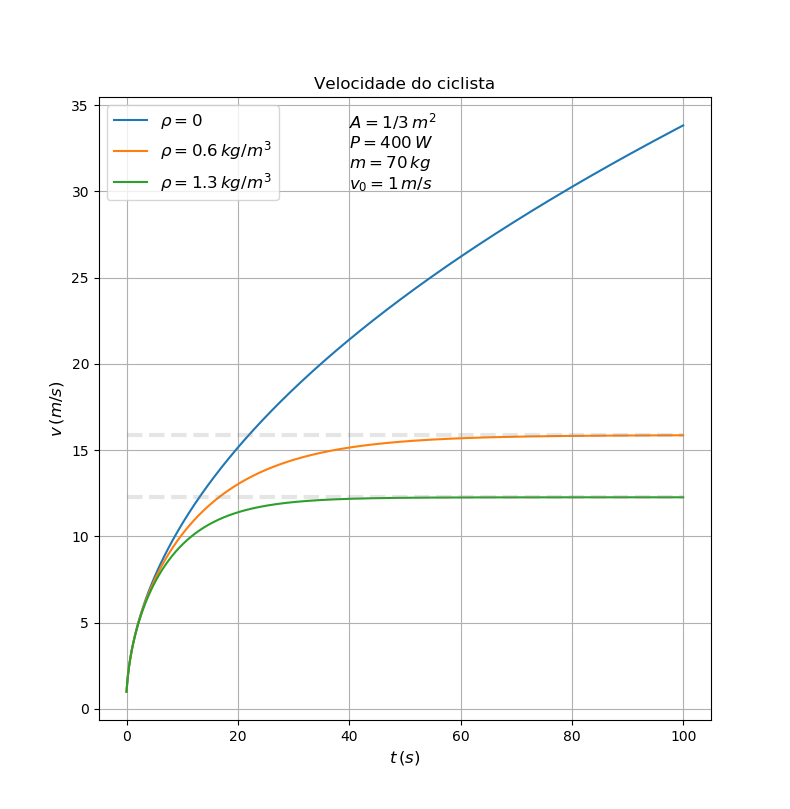 Velocidade do ciclista
ρ = 0
ρ = 0.6 kg/m³
ρ = 1.3 kg/m³
A = 1/3 m²
P = 400 W
m = 70 kg
v₀ = 1 m/s
35
30
25
20
15
10
5
0
v (m/s)
0 20 40 60 80 100
t (s)